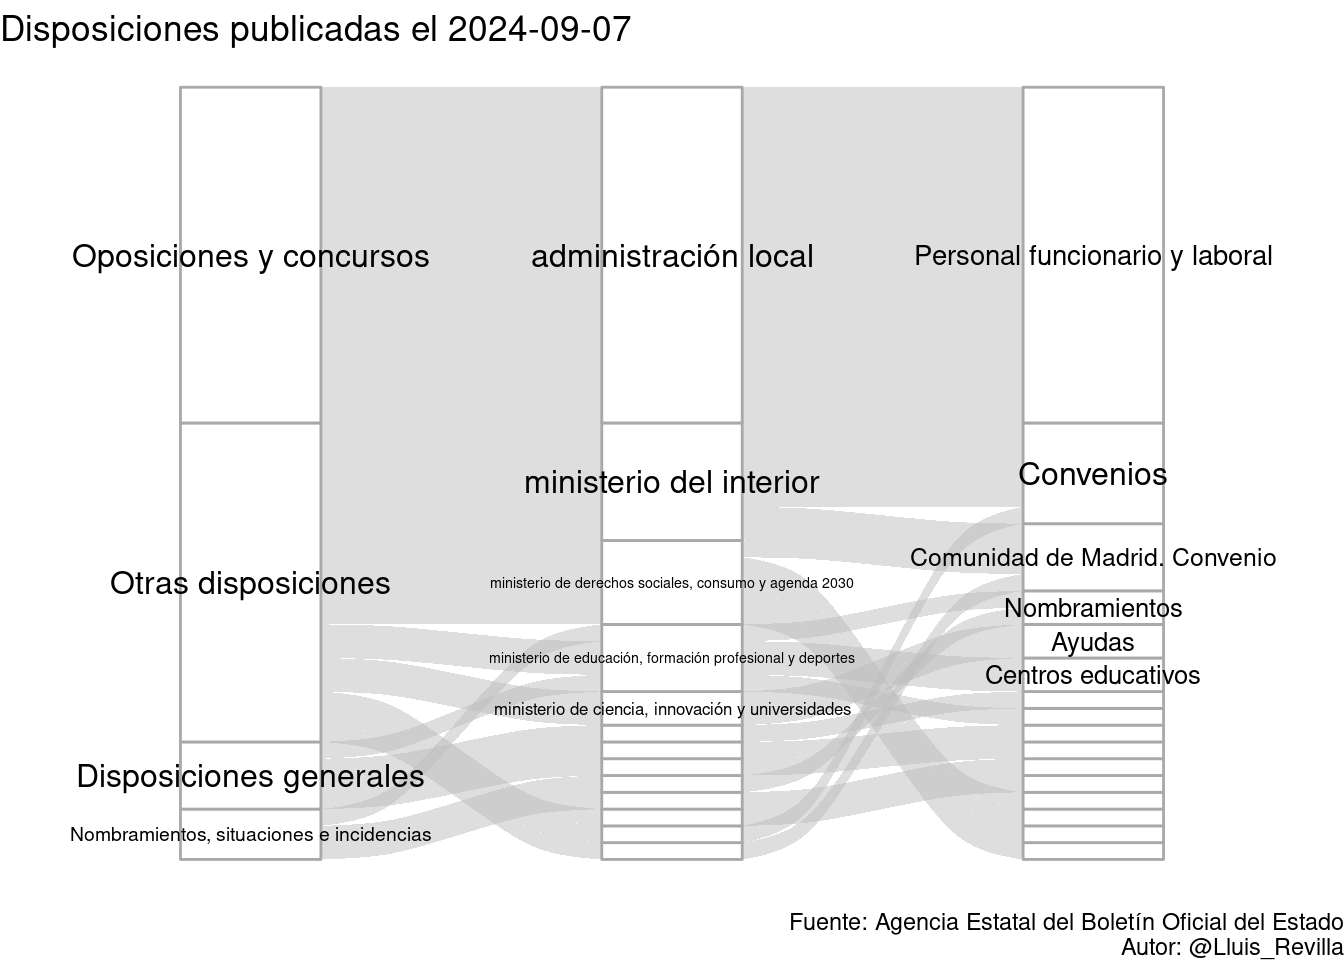 Disposiciones publicadas el 2024-09-07
Oposiciones y concursos
administración local
Personal funcionario y laboral
Convenios
ministerio del interior
Comunidad de Madrid. Convenio
Otras disposiciones
ministerio de derechos sociales, consumo y agenda 2030
Nombramientos
Ayudas
ministerio de educación, formación profesional y deportes
Centros educativos
ministerio de ciencia, innovación y universidades
Disposiciones generales
Nombramientos, situaciones e incidencias
Fuente: Agencia Estatal del Boletín Oficial del Estado
Autor: @Lluis_Revilla